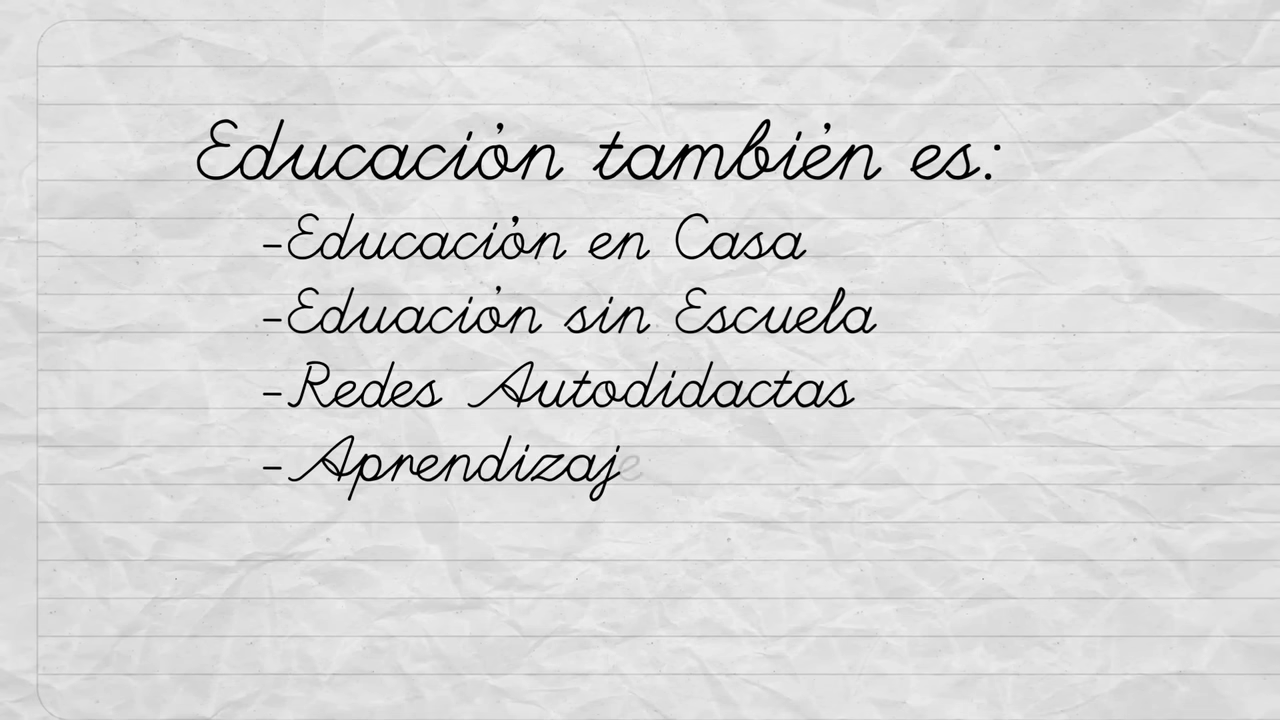 Educación también es:
-Educación en Casa
-Eduación sin Escuela
-Redes Autodidactas
-Aprendizaje